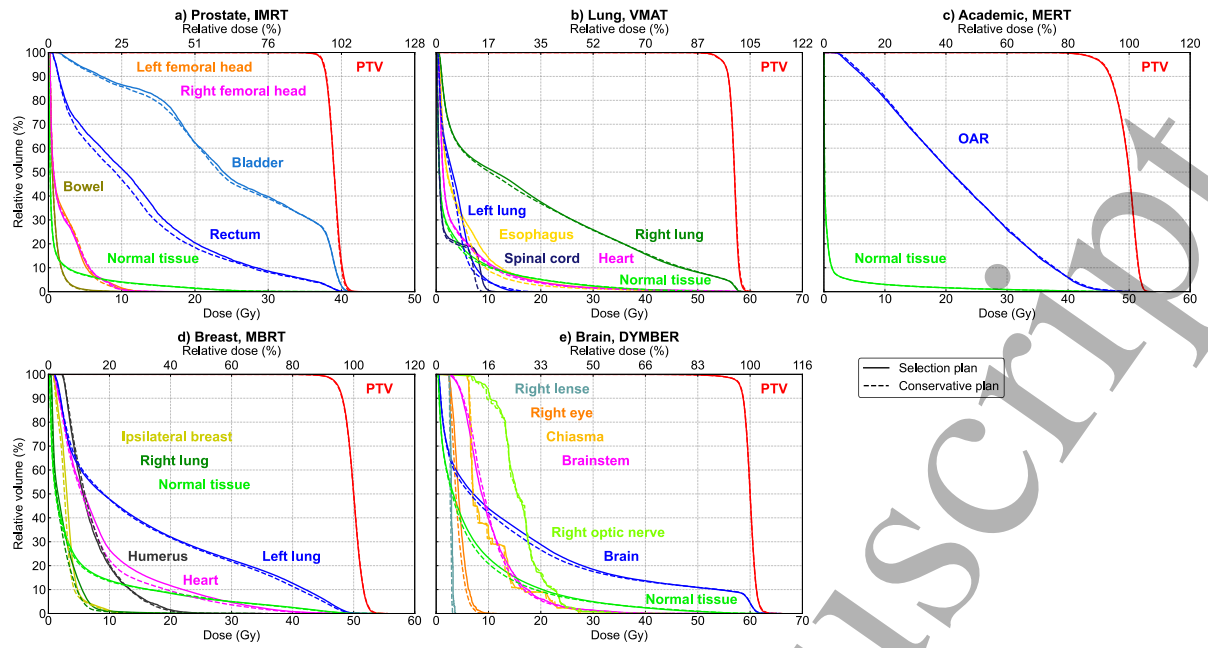 a) Prostate, IMRT
Relative dose (%)
0 25 51 76 102 128
100
90
80
70
60
50
40
30
20
10
0
Relative volume (%)
Left femoral head
Right femoral head
PTV
Bladder
Bowel
Rectum
Normal tissue
0 10 20 30 40 50
Dose (Gy)
b) Lung, VMAT
Relative dose (%)
0 17 35 52 70 87 105 122
PTV
Left lung
Esophagus
Right lung
Spinal cord
Heart
Normal tissue
0 10 20 30 40 50 60 70
Dose (Gy)
c) Academic, MERT
Relative dose (%)
0 20 40 60 80 100 120
PTV
OAR
Normal tissue
0 10 20 30 40 50 60
Dose (Gy)
d) Breast, MBRT
Relative dose (%)
0 20 40 60 80 100 120
100
90
80
70
60
50
40
30
20
10
0
Relative volume (%)
PTV
Ipsilateral breast
Right lung
Normal tissue
Humerus
Left lung
Heart
0 10 20 30 40 50 60
Dose (Gy)
e) Brain, DYMBER
Relative dose (%)
0 16 33 50 66 83 100 116
Right lense
PTV
Right eye
Chiasma
Brainstem
Right optic nerve
Brain
Normal tissue
0 10 20 30 40 50 60 70
Dose (Gy)
Selection plan
Conservative plan
uscript